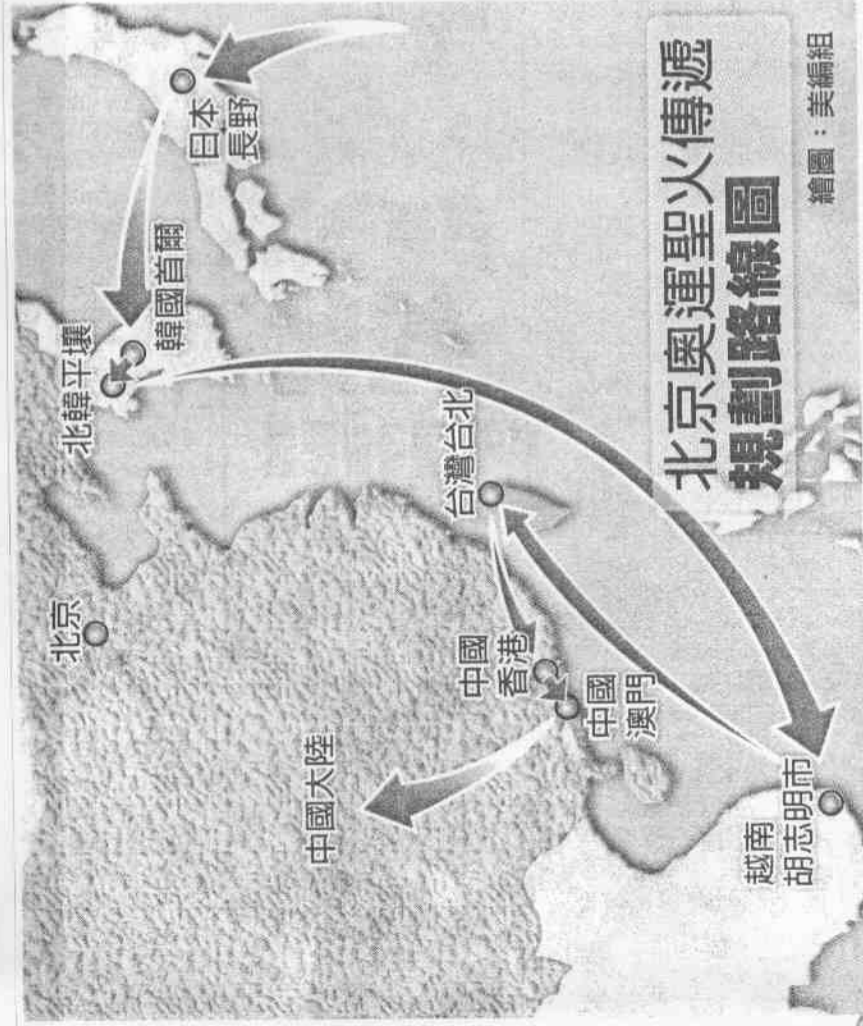 北京奧運聖火傳遞
規劃路線圖
繪圖：美編組
日本
長野
韓國首爾
北韓平壤
北京
台灣台北
中國
香港
中國
澳門
中國大陸
越南
胡志明市